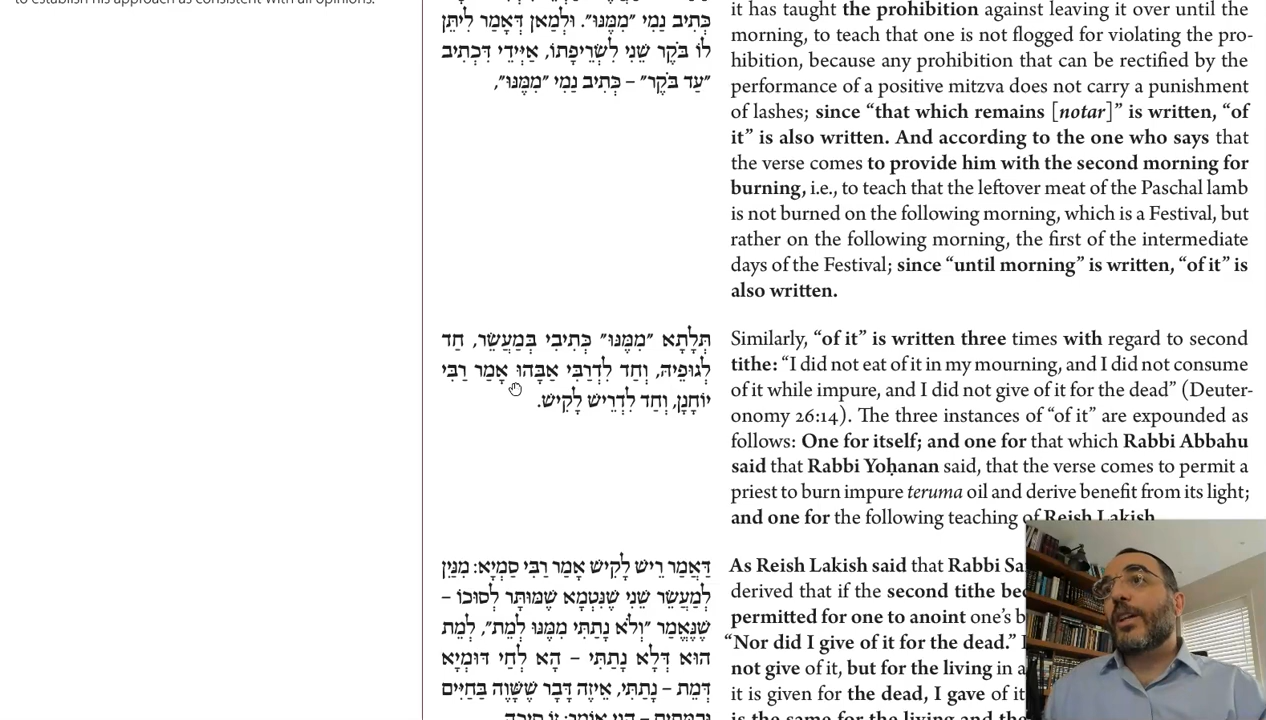 to establish his approach as consistent with all opinions.
כְּתִיב נַמִי ״מִמֶּנּוּ״. וּלְמַאן דְּאָמַר לִיתֵּן
לוֹ בֹּקֶר שֵׁנִי לִשְׂרֵיפָתוֹ, אַיְּידֵי דִּכְתִיב
״עַד בֹּקֶר״ – כְּתִיב נַמִי ״מִמֶּנּוּ״,
it has taught the prohibition against leaving it over until the
morning, to teach that one is not flogged for violating the pro-
hibition, because any prohibition that can be rectified by the
performance of a positive mitzva does not carry a punishment
of lashes; since “that which remains [notar]” is written, “of
it” is also written. And according to the one who says that
the verse comes to provide him with the second morning for
burning, i.e., to teach that the leftover meat of the Paschal lamb
is not burned on the following morning, which is a Festival, but
rather on the following morning, the first of the intermediate
days of the Festival; since “until morning” is written, “of it” is
also written.
תְּלָתָא ״מִמֶּנּוּ״ כְּתִיבִי בְּמַעֲשֵׂר, חַד
לְגוּפֵיהּ, וְחַד לִדְרַבִּי אַבָּהוּ אָמַר רַבִּי
יוֹחָנָן, וְחַד לִדְרֵישׁ לָקִישׁ.
Similarly, “of it” is written three times with regard to second
tithe: “I did not eat of it in my mourning, and I did not consume
of it while impure, and I did not give of it for the dead” (Deuter-
onomy 26:14). The three instances of “of it” are expounded as
follows: One for itself; and one for that which Rabbi Abbahu
said that Rabbi Yoḥanan said, that the verse comes to permit a
priest to burn impure teruma oil and derive benefit from its light;
and one for the following teaching of Reish Lakish
דַּאֲמַר רֵישׁ לָקִישׁ אָמַר רַבִּי סַמְיָא: מִנַּיִן
לְמַעֲשֵׂר שֵׁנִי שֶׁנִּטְמָא שֶׁמּוּתָּר לְסוּכוֹ –
שֶׁנֶּאֱמַר ״וְלֹא נָתַתִּי מִמֶּנּוּ לְמֵת״, לְמֵת
הוּא דְּלֹא נָתַתִּי – הָא לְחַי דּוּמְיָא
דְּמֵת – נָתַתִּי, אֵיזֶה דָּבָר שֶׁשָּׁוֶה בַּחַיִּים
As Reish Lakish said that Rabbi
derived that if the second tithe
permitted for one to anoint one’s
“Nor did I give of it for the dead.”
not give of it, but for the living in
it is given for the dead, I gave of
is the same for the living and the